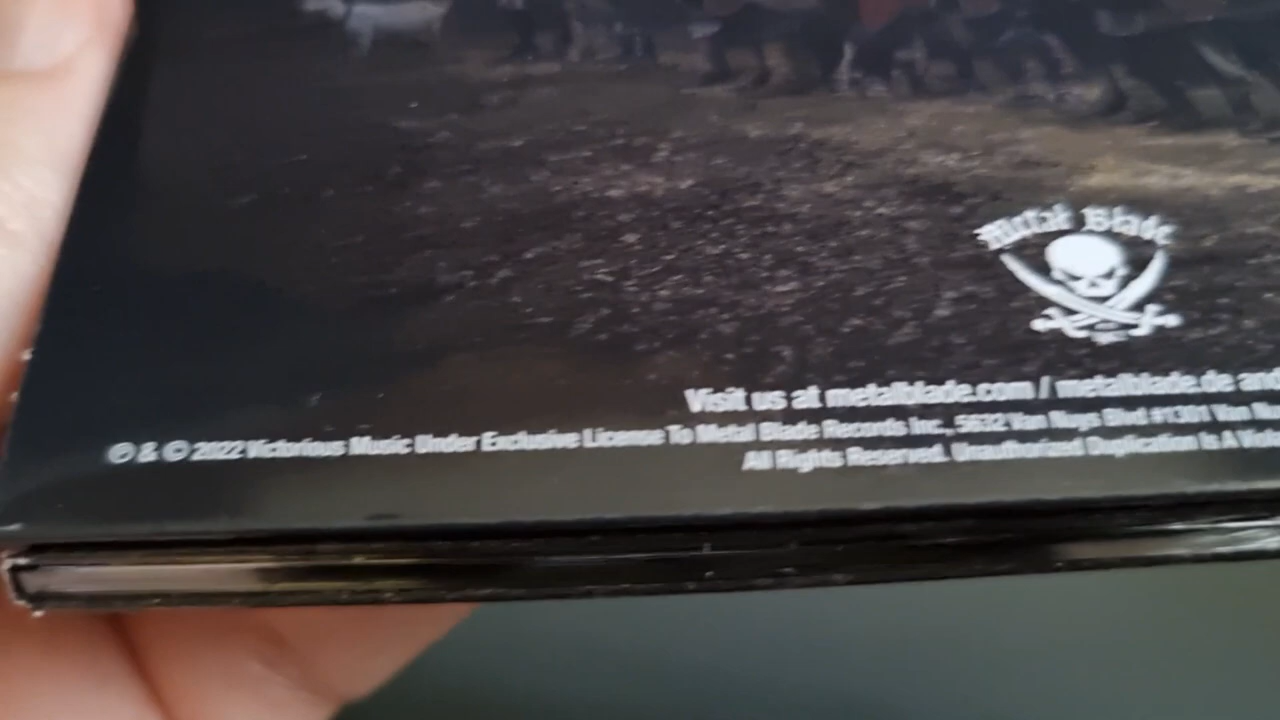 Metal Blade
Visit us at metalblade.com / metalblade.de and
℗ & © 2022 Victorious Music Under Exclusive License To Metal Blade Records Inc., 5632 Van Nuys Blvd #1301 Van
All Rights Reserved. Unauthorized Duplication Is A